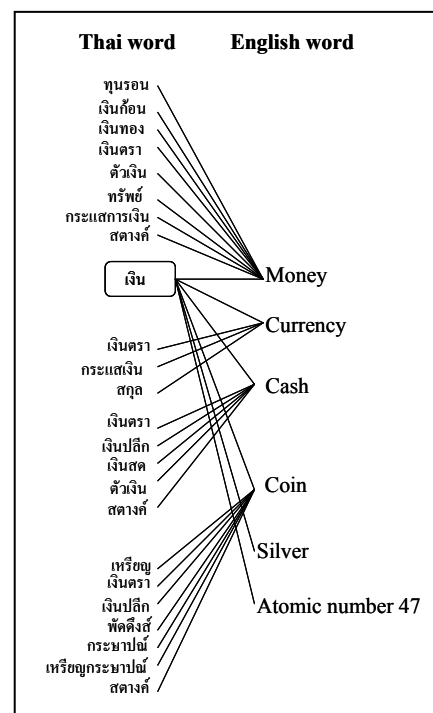 Thai word English word
ทุนรอน
เงินก้อน
เงินทอง
เงินตรา
ตัวเงิน
ทรัพย์
กระแสการเงิน
สตางค์
เงิน
Money
Currency
เงินตรา
กระแสเงิน
สกุล
Cash
เงินตรา
เงินปลีก
เงินสด
ตัวเงิน
สตางค์
Coin
Silver
เหรียญ
เงินตรา
เงินปลีก
Atomic number 47
พัดดึงส์
กระษาปณ์
เหรียญกระษาปณ์
สตางค์